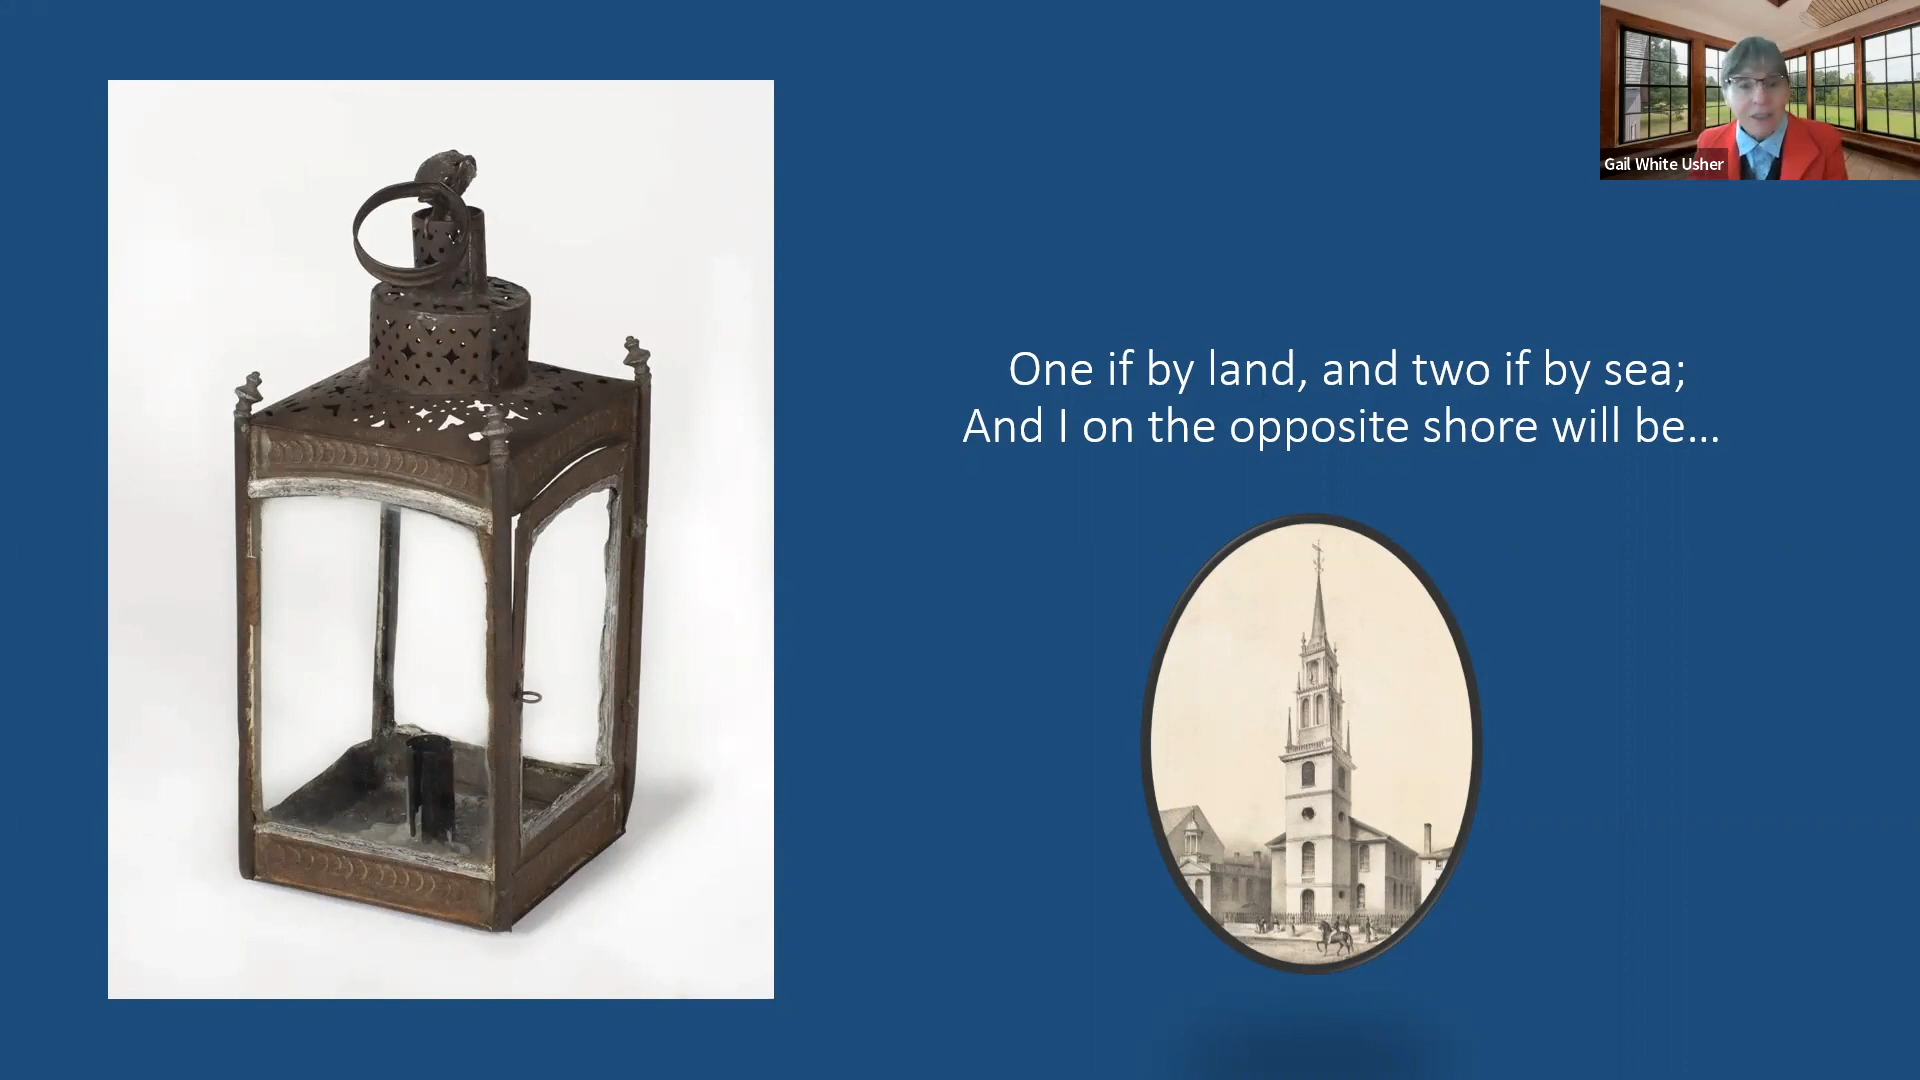 Gail White Usher
One if by land, and two if by sea;
And I on the opposite shore will be...